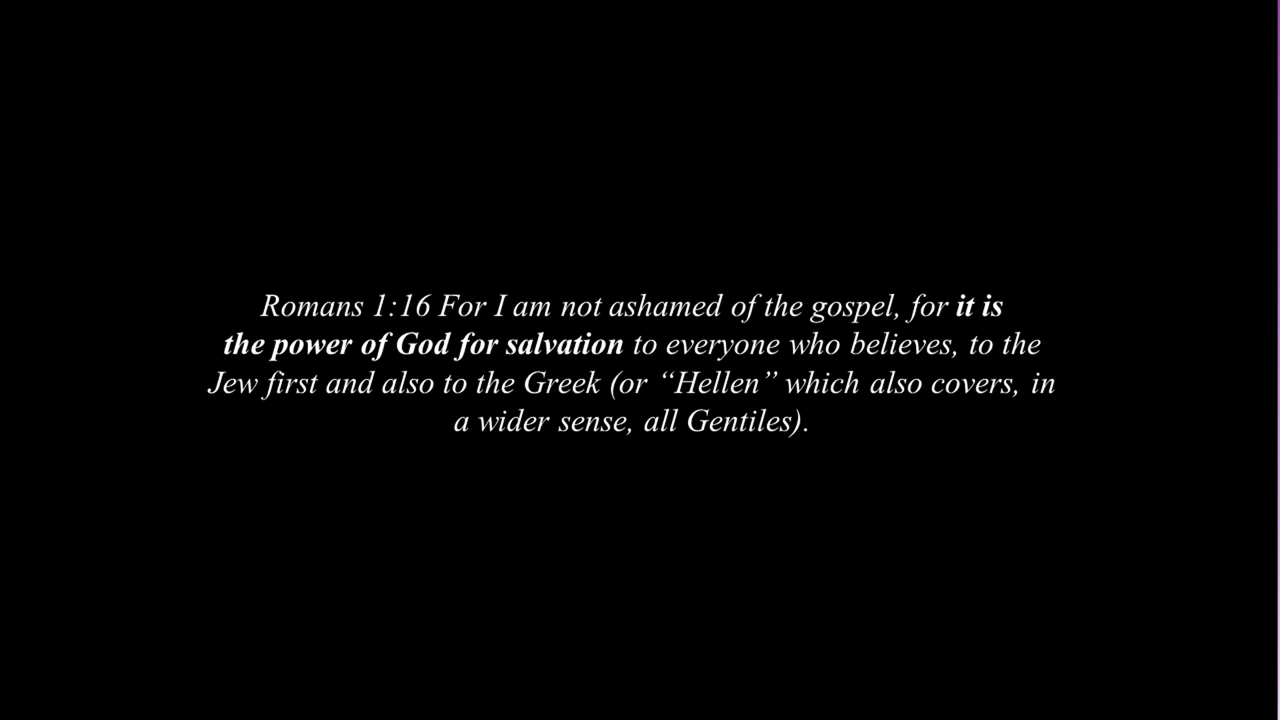 Romans 1:16 For I am not ashamed of the gospel, for it is
the power of God for salvation to everyone who believes, to the
Jew first and also to the Greek (or “Hellen” which also covers, in
a wider sense, all Gentiles).